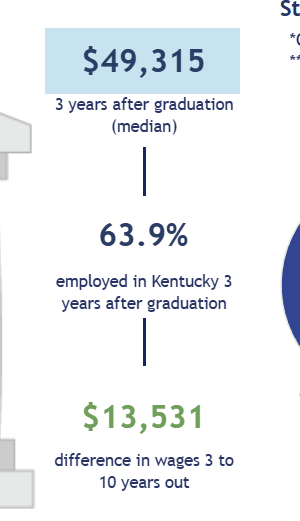 St
$49,315
3 years after graduation
(median)
63.9%
employed in Kentucky 3
years after graduation
$13,531
difference in wages 3 to
10 years out